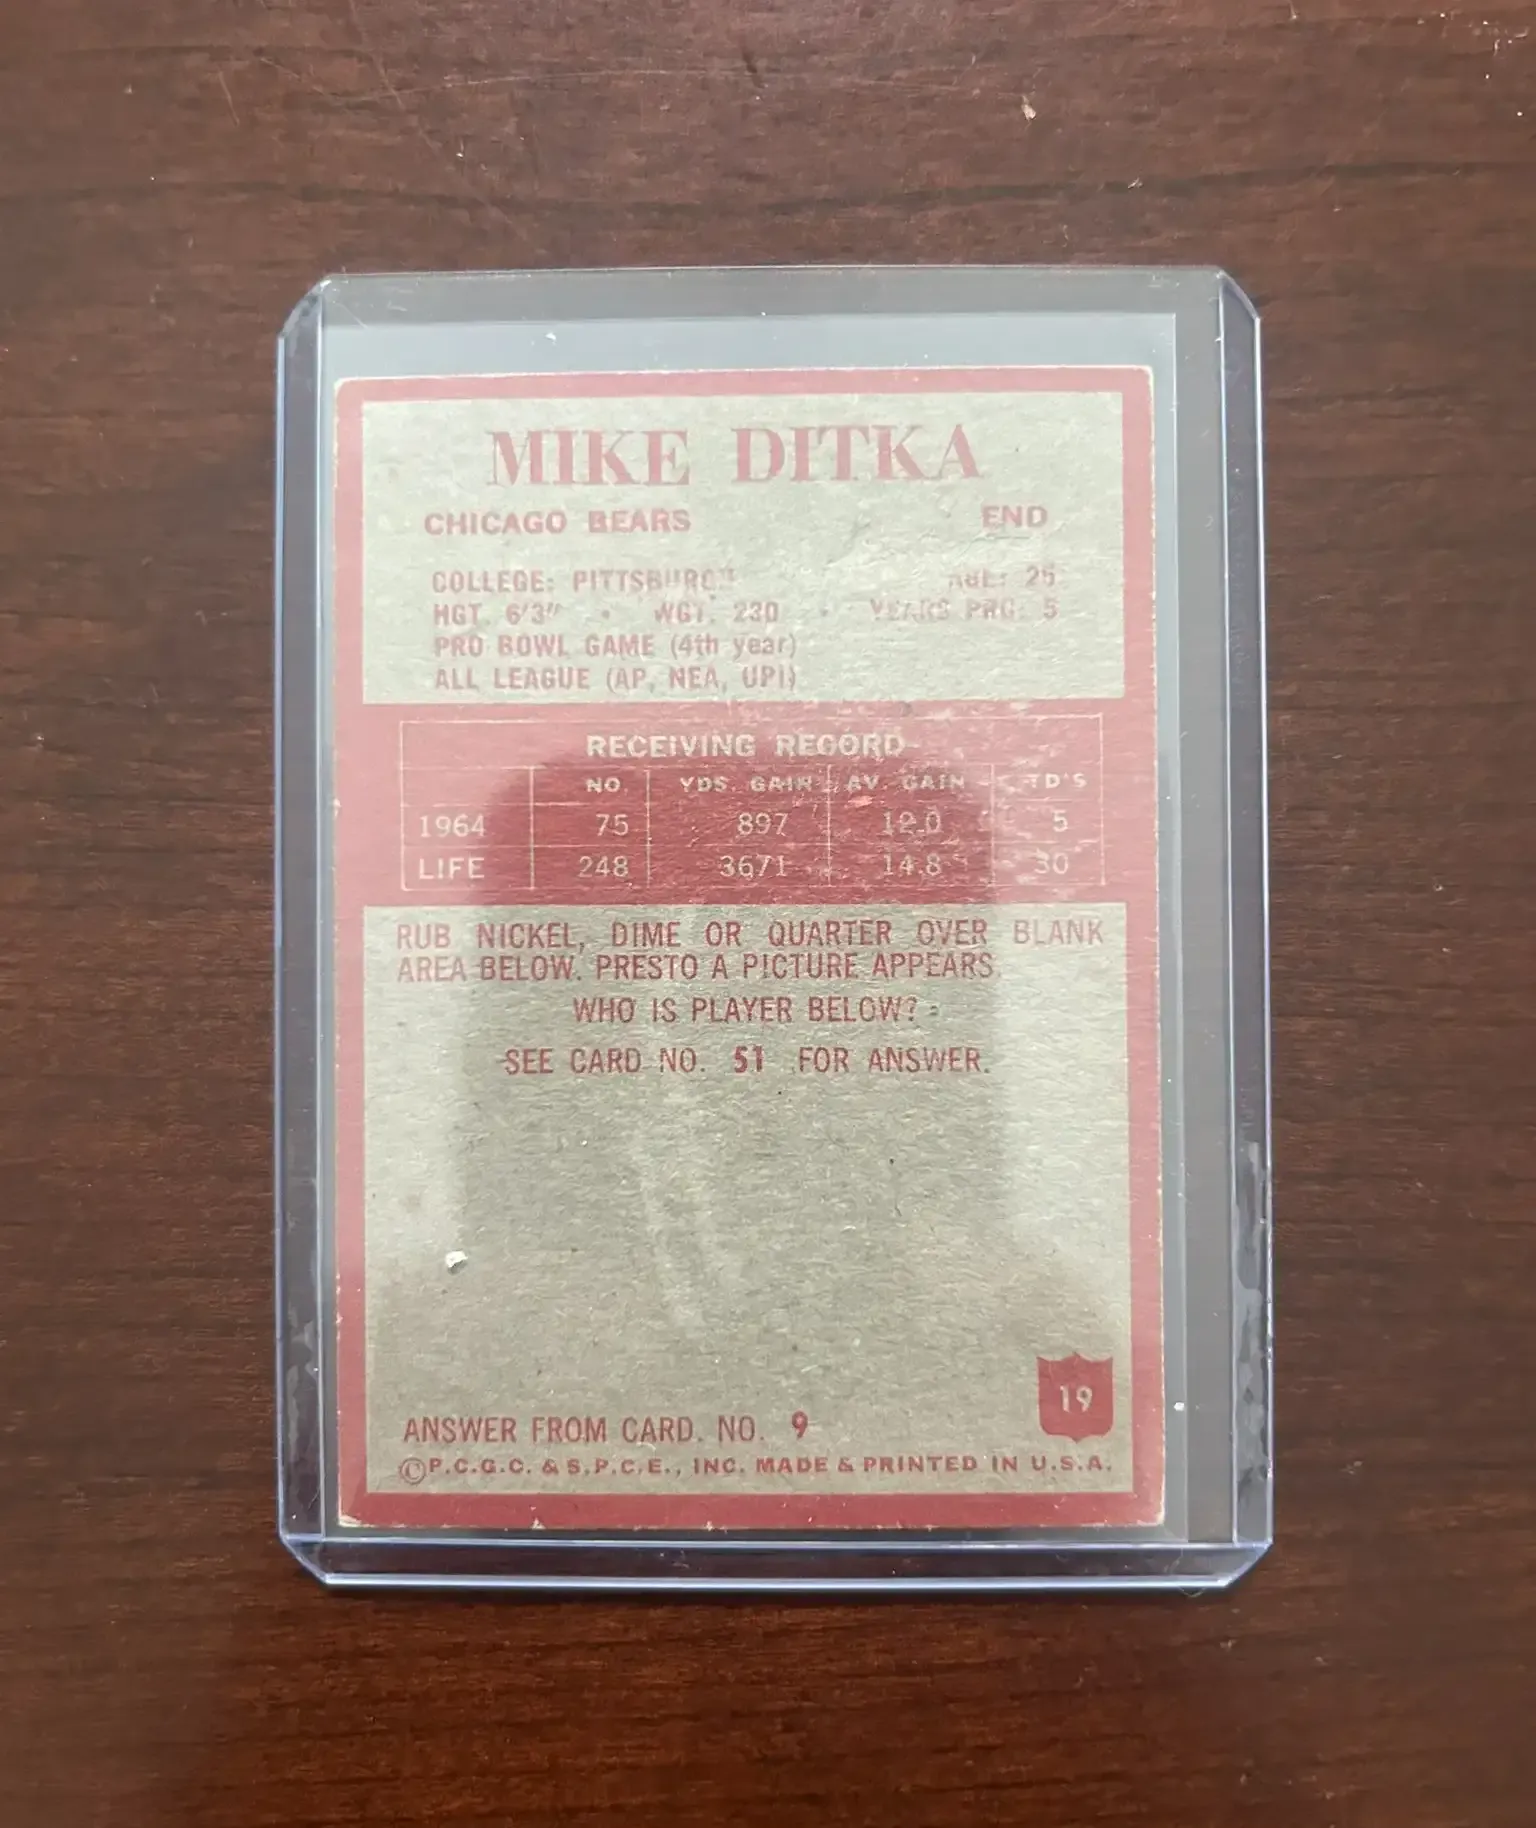 MIKE DITKA
CHICAGO BEARS END
COLLEGE: PITTSBURGH AGE: 25
HGT. 6'3" • WGT. 230 • YEARS PRO: 5
PRO BOWL GAME (4th year)
ALL LEAGUE (AP, NEA, UPI)
RECEIVING RECORD
NO. YDS. GAIN AV. GAIN TD'S
1964 75 897 12.0 5
LIFE 248 3671 14.8 30
RUB NICKEL, DIME OR QUARTER OVER BLANK
AREA BELOW. PRESTO A PICTURE APPEARS.
WHO IS PLAYER BELOW?
SEE CARD NO. 51 FOR ANSWER.
19
ANSWER FROM CARD. NO. 9
©P.C.G.C. & S.P.C.E., INC. MADE & PRINTED IN U.S.A.